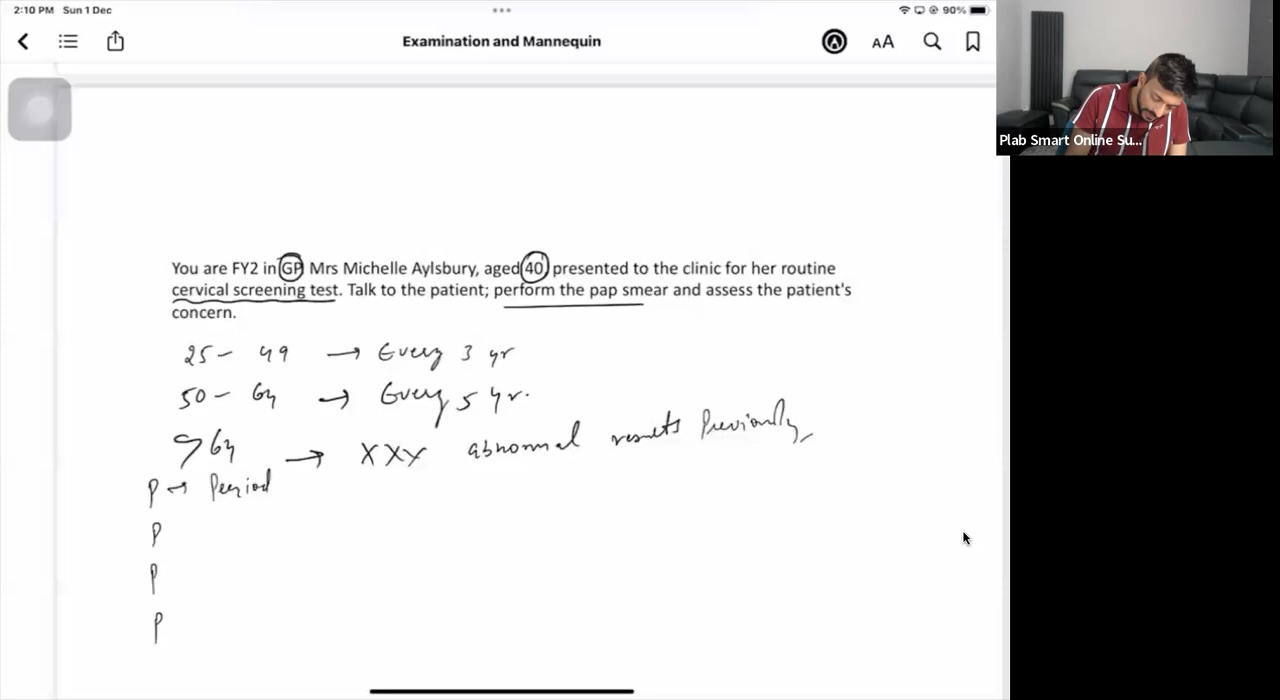 2:10 PM Sun 1 Dec
90%
Examination and Mannequin
AA
Plab Smart Online Su...
You are FY2 in GP Mrs Michelle Aylsbury, aged 40 presented to the clinic for her routine
cervical screening test. Talk to the patient; perform the pap smear and assess the patient's
concern.
25 - 49 → Every 3 yr
50 - 64 → Every 5 yr.
>64 → XXX abnormal results Previously
P → Period
P
P
P